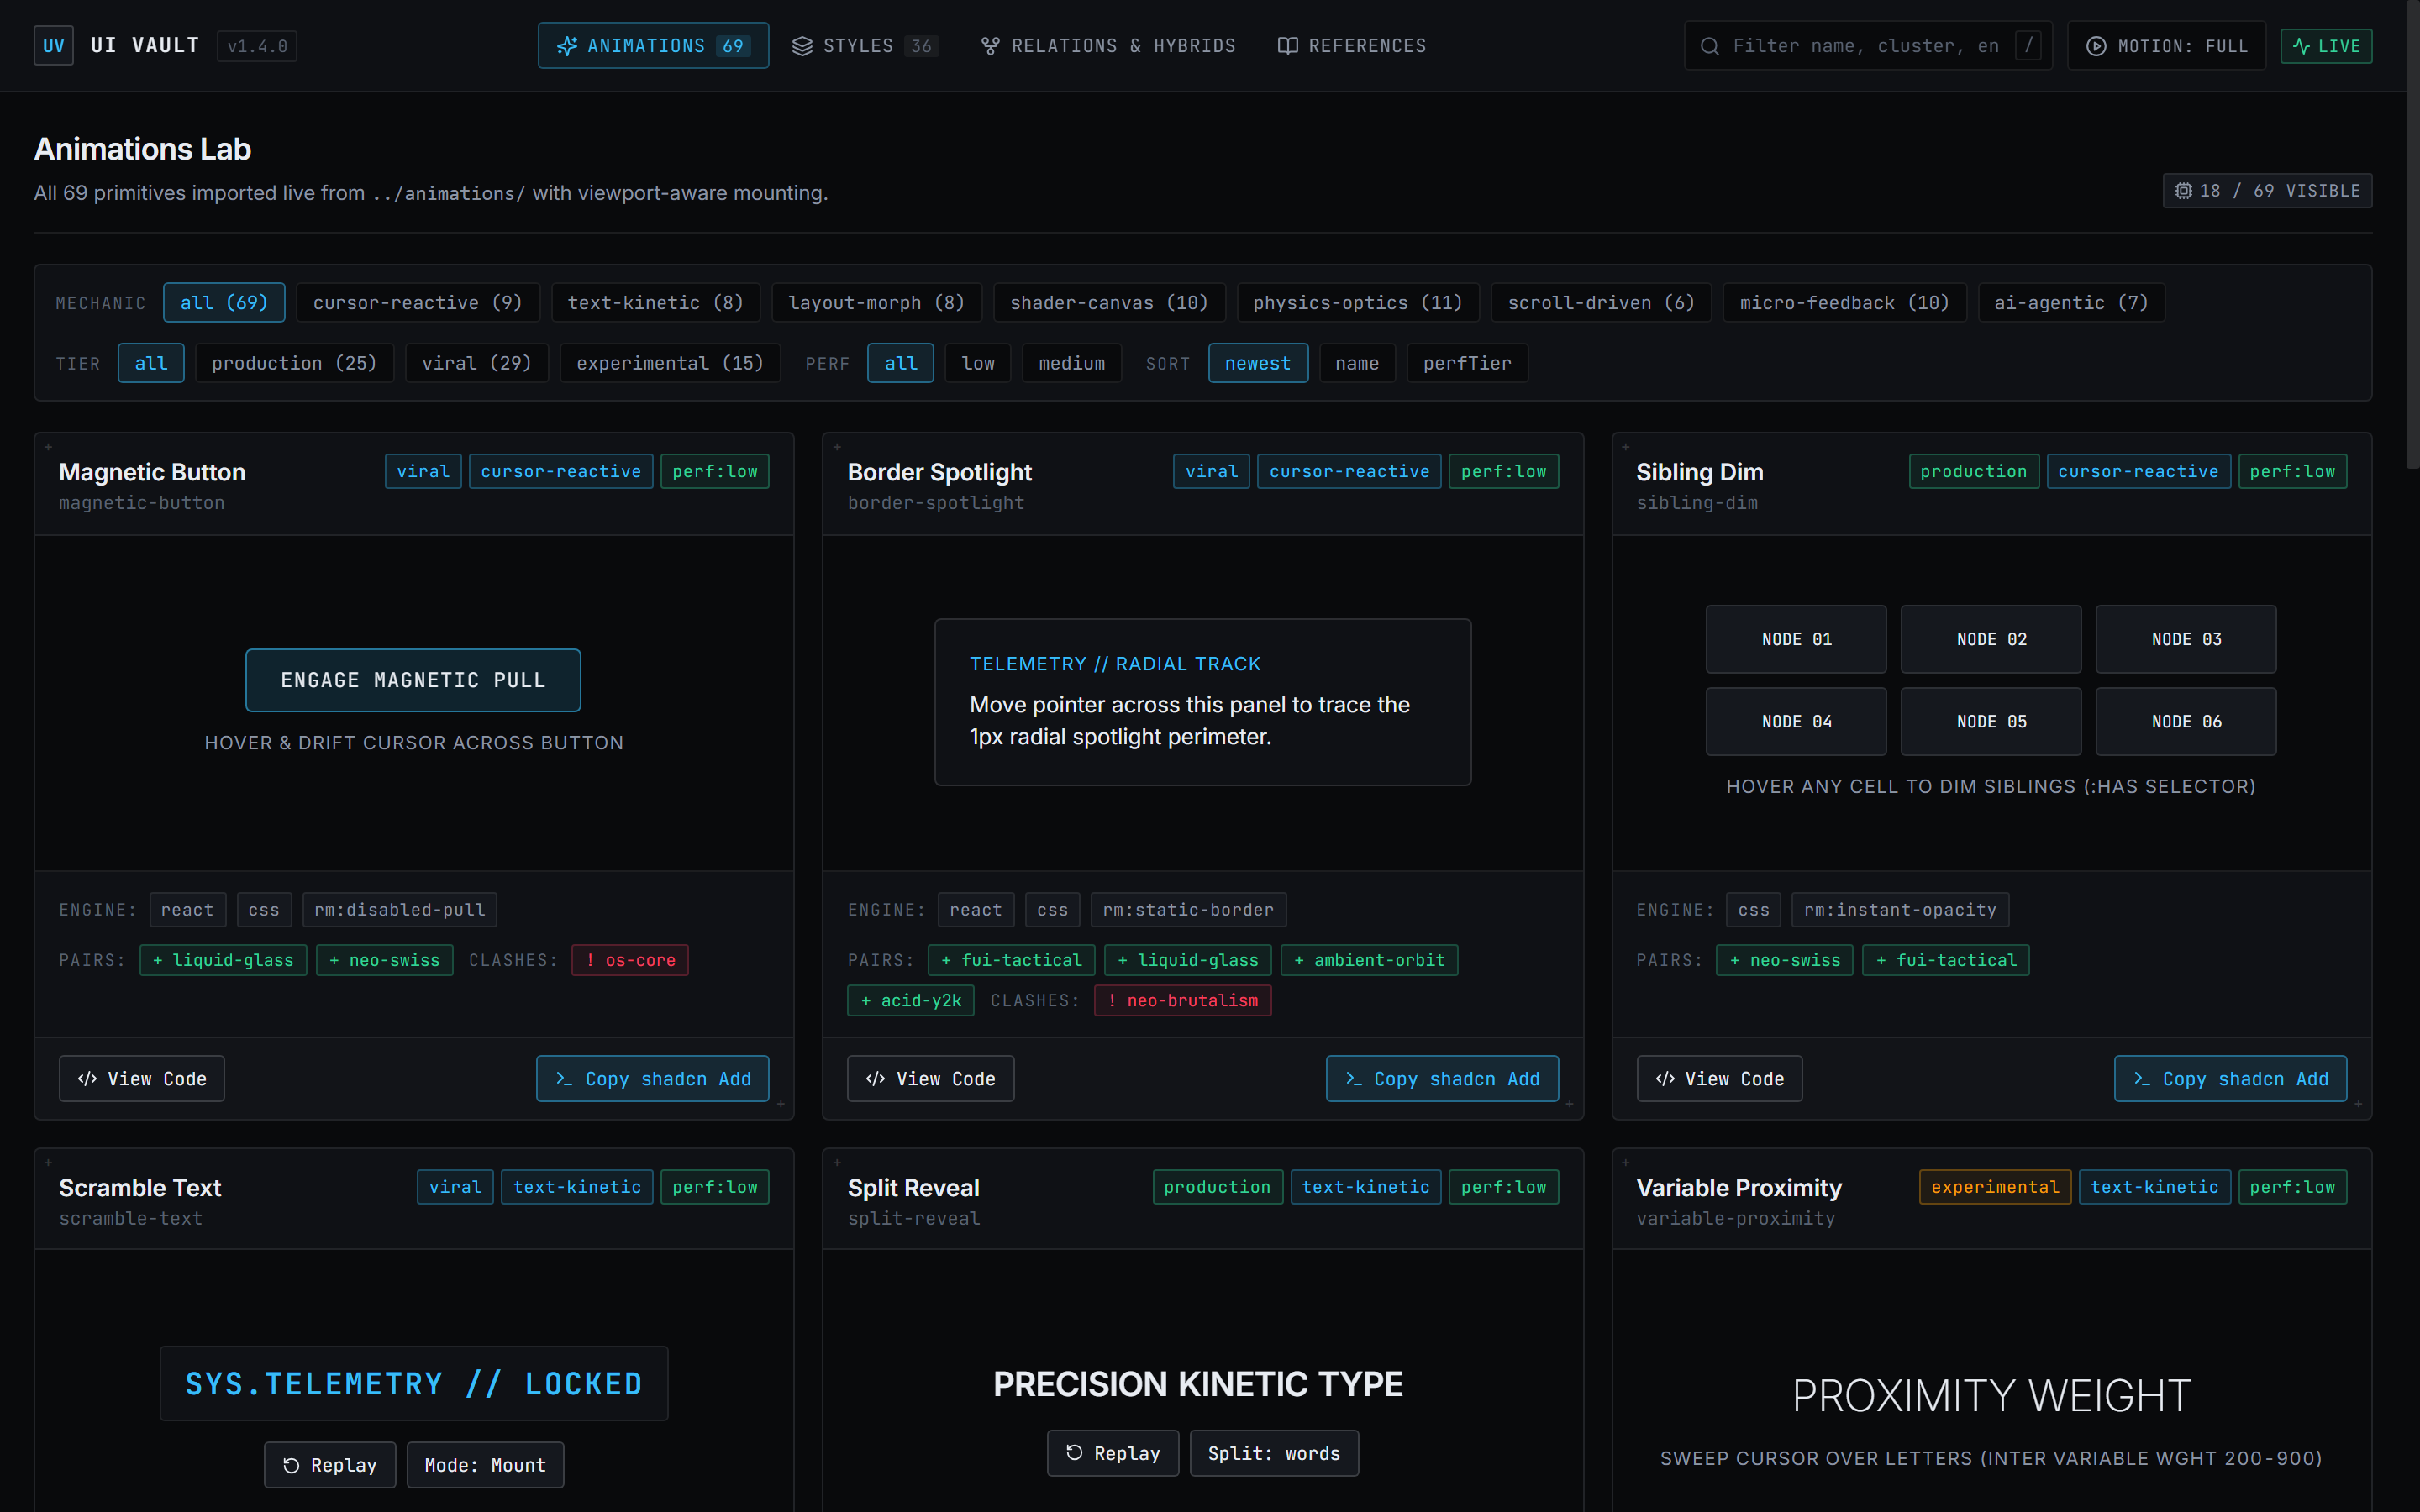 UV UI VAULT v1.4.0 ANIMATIONS 69 STYLES 36 RELATIONS & HYBRIDS REFERENCES Filter name, cluster, en / MOTION: FULL LIVE
Animations Lab
All 69 primitives imported live from ../animations/ with viewport-aware mounting.
18 / 69 VISIBLE
MECHANIC all (69) cursor-reactive (9) text-kinetic (8) layout-morph (8) shader-canvas (10) physics-optics (11) scroll-driven (6) micro-feedback (10) ai-agentic (7)
TIER all production (25) viral (29) experimental (15) PERF all low medium SORT newest name perfTier
Magnetic Button viral cursor-reactive perf:low
magnetic-button
ENGAGE MAGNETIC PULL
HOVER & DRIFT CURSOR ACROSS BUTTON
ENGINE: react css rm:disabled-pull
PAIRS: + liquid-glass + neo-swiss CLASHES: ! os-core
View Code Copy shadcn Add
Border Spotlight viral cursor-reactive perf:low
border-spotlight
TELEMETRY // RADIAL TRACK
Move pointer across this panel to trace the
1px radial spotlight perimeter.
ENGINE: react css rm:static-border
PAIRS: + fui-tactical + liquid-glass + ambient-orbit
+ acid-y2k CLASHES: ! neo-brutalism
View Code Copy shadcn Add
Sibling Dim production cursor-reactive perf:low
sibling-dim
NODE 01 NODE 02 NODE 03
NODE 04 NODE 05 NODE 06
HOVER ANY CELL TO DIM SIBLINGS (:HAS SELECTOR)
ENGINE: css rm:instant-opacity
PAIRS: + neo-swiss + fui-tactical
View Code Copy shadcn Add
Scramble Text viral text-kinetic perf:low
scramble-text
SYS.TELEMETRY // LOCKED
Replay Mode: Mount
Split Reveal production text-kinetic perf:low
split-reveal
PRECISION KINETIC TYPE
Replay Split: words
Variable Proximity experimental text-kinetic perf:low
variable-proximity
PROXIMITY WEIGHT
SWEEP CURSOR OVER LETTERS (INTER VARIABLE WGHT 200-900)